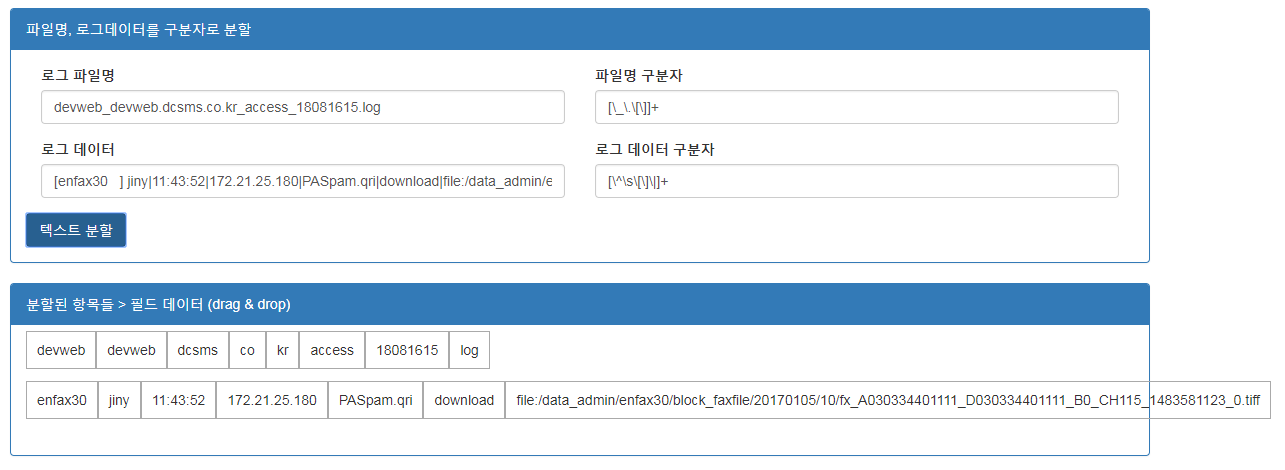 파일명, 로그데이터를 구분자로 분할
로그 파일명 파일명 구분자
devweb_devweb.dcsms.co.kr_access_18081615.log [\_\.\[\]]+
로그 데이터 로그 데이터 구분자
[enfax30 ] jiny|11:43:52|172.21.25.180|PASpam.qri|download|file:/data_admin/e [\^\s\[\]\|]+
텍스트 분할
분할된 항목들 > 필드 데이터 (drag & drop)
devweb devweb dcsms co kr access 18081615 log
enfax30 jiny 11:43:52 172.21.25.180 PASpam.qri download file:/data_admin/enfax30/block_faxfile/20170105/10/fx_A030334401111_D030334401111_B0_CH115_1483581123_0.tiff